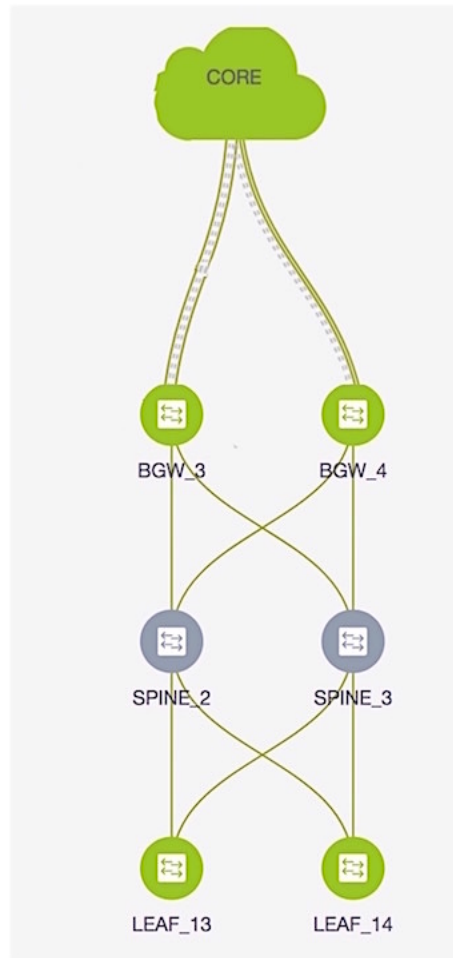 CORE
BGW_3
BGW_4
SPINE_2
SPINE_3
LEAF_13
LEAF_14